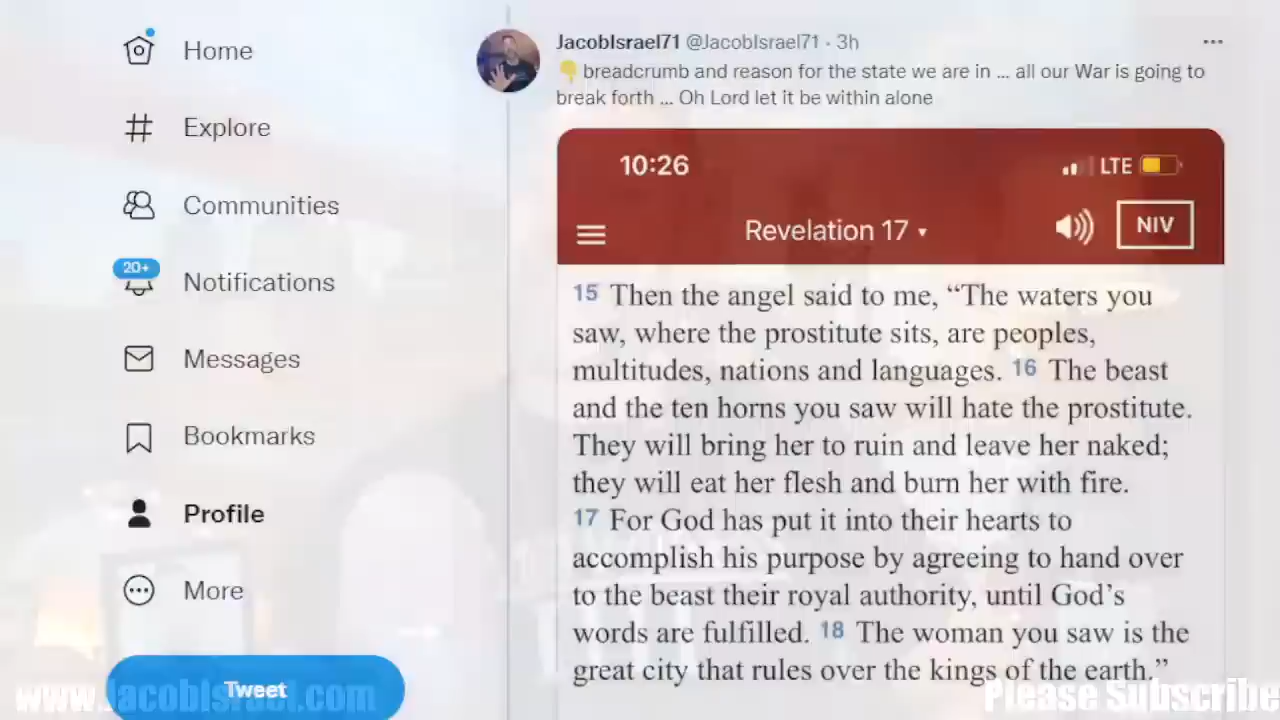 Home
Explore
Communities
20+
Notifications
Messages
Bookmarks
Profile
More
Tweet
www.JacobIsrael.com
JacobIsrael71 @JacobIsrael71 · 3h
👇 breadcrumb and reason for the state we are in ... all our War is going to
break forth ... Oh Lord let it be within alone
10:26
LTE
Revelation 17
NIV
15 Then the angel said to me, “The waters you
saw, where the prostitute sits, are peoples,
multitudes, nations and languages. 16 The beast
and the ten horns you saw will hate the prostitute.
They will bring her to ruin and leave her naked;
they will eat her flesh and burn her with fire.
17 For God has put it into their hearts to
accomplish his purpose by agreeing to hand over
to the beast their royal authority, until God’s
words are fulfilled. 18 The woman you saw is the
great city that rules over the kings of the earth.”
Please Subscribe